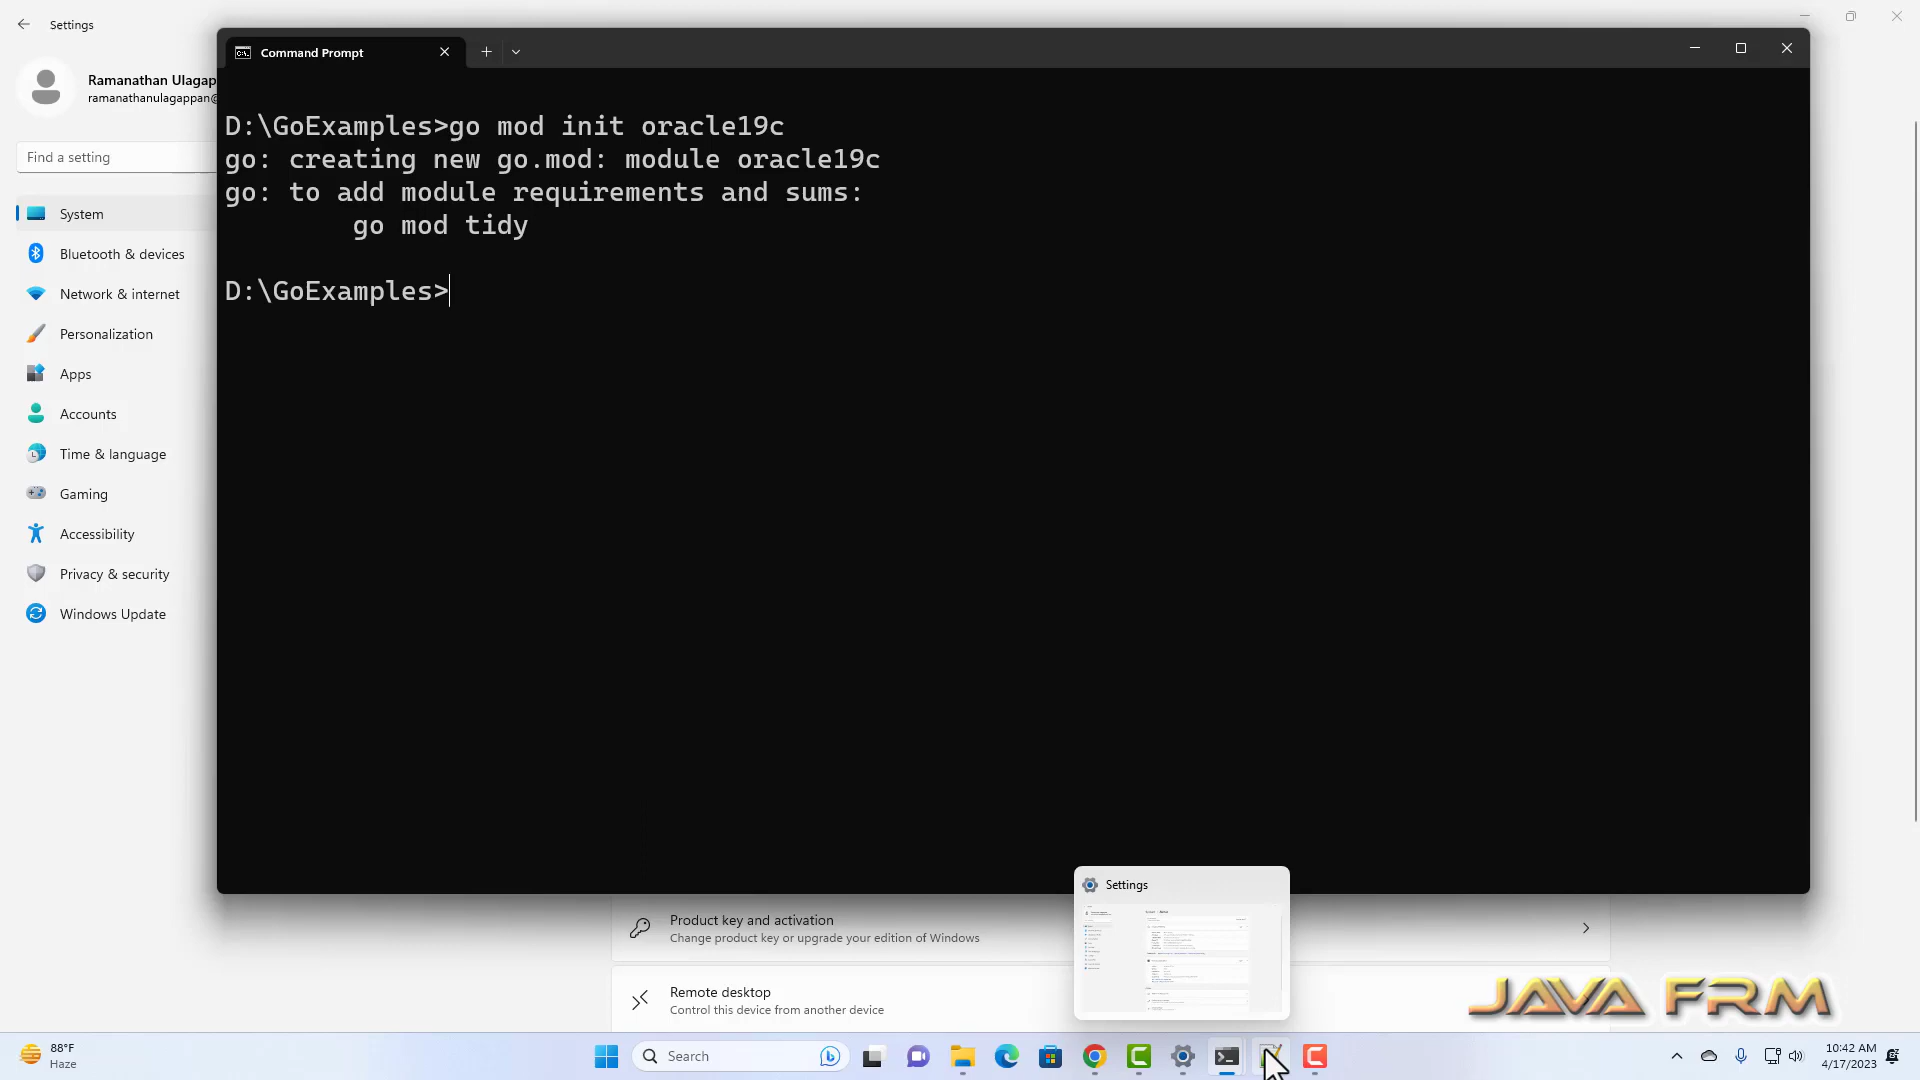 Settings
Ramanathan Ulagap
ramanathanulagappan@
Find a setting
System
Bluetooth & devices
Network & internet
Personalization
Apps
Accounts
Time & language
Gaming
Accessibility
Privacy & security
Windows Update
Command Prompt
D:\GoExamples>go mod init oracle19c
go: creating new go.mod: module oracle19c
go: to add module requirements and sums:
go mod tidy
D:\GoExamples>
Settings
Product key and activation
Change product key or upgrade your edition of Windows
Remote desktop
Control this device from another device
JAVA FRM
88°F
Haze
Search
10:42 AM
4/17/2023